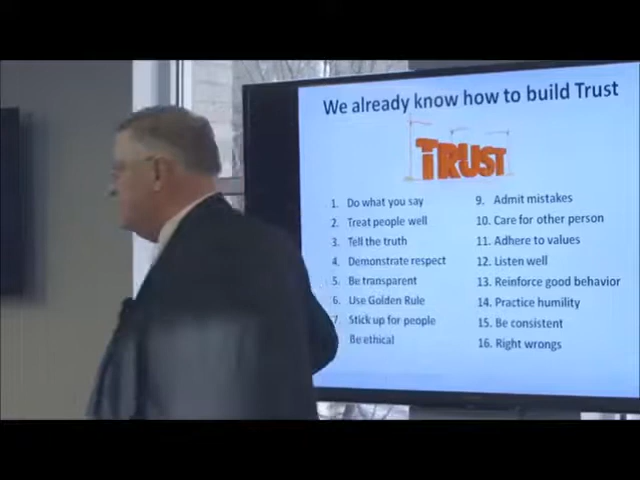 We already know how to build Trust
TRUST
1. Do what you say
2. Treat people well
3. Tell the truth
4. Demonstrate respect
5. Be transparent
6. Use Golden Rule
7. Stick up for people
Be ethical
9. Admit mistakes
10. Care for other person
11. Adhere to values
12. Listen well
13. Reinforce good behavior
14. Practice humility
15. Be consistent
16. Right wrongs